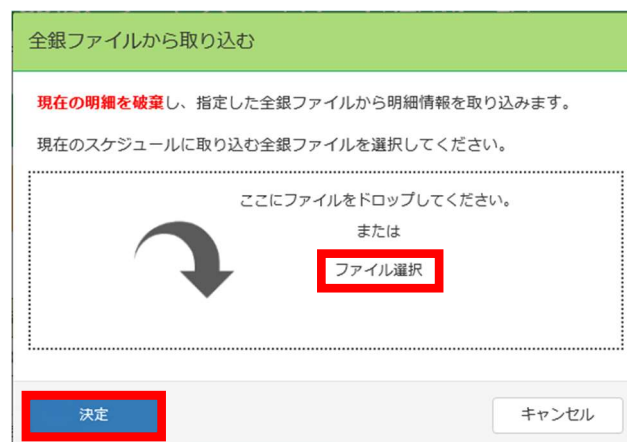 全銀ファイルから取り込む
現在の明細を破棄し、指定した全銀ファイルから明細情報を取り込みます。
現在のスケジュールに取り込む全銀ファイルを選択してください。
ここにファイルをドロップしてください。
または
ファイル選択
決定
キャンセル